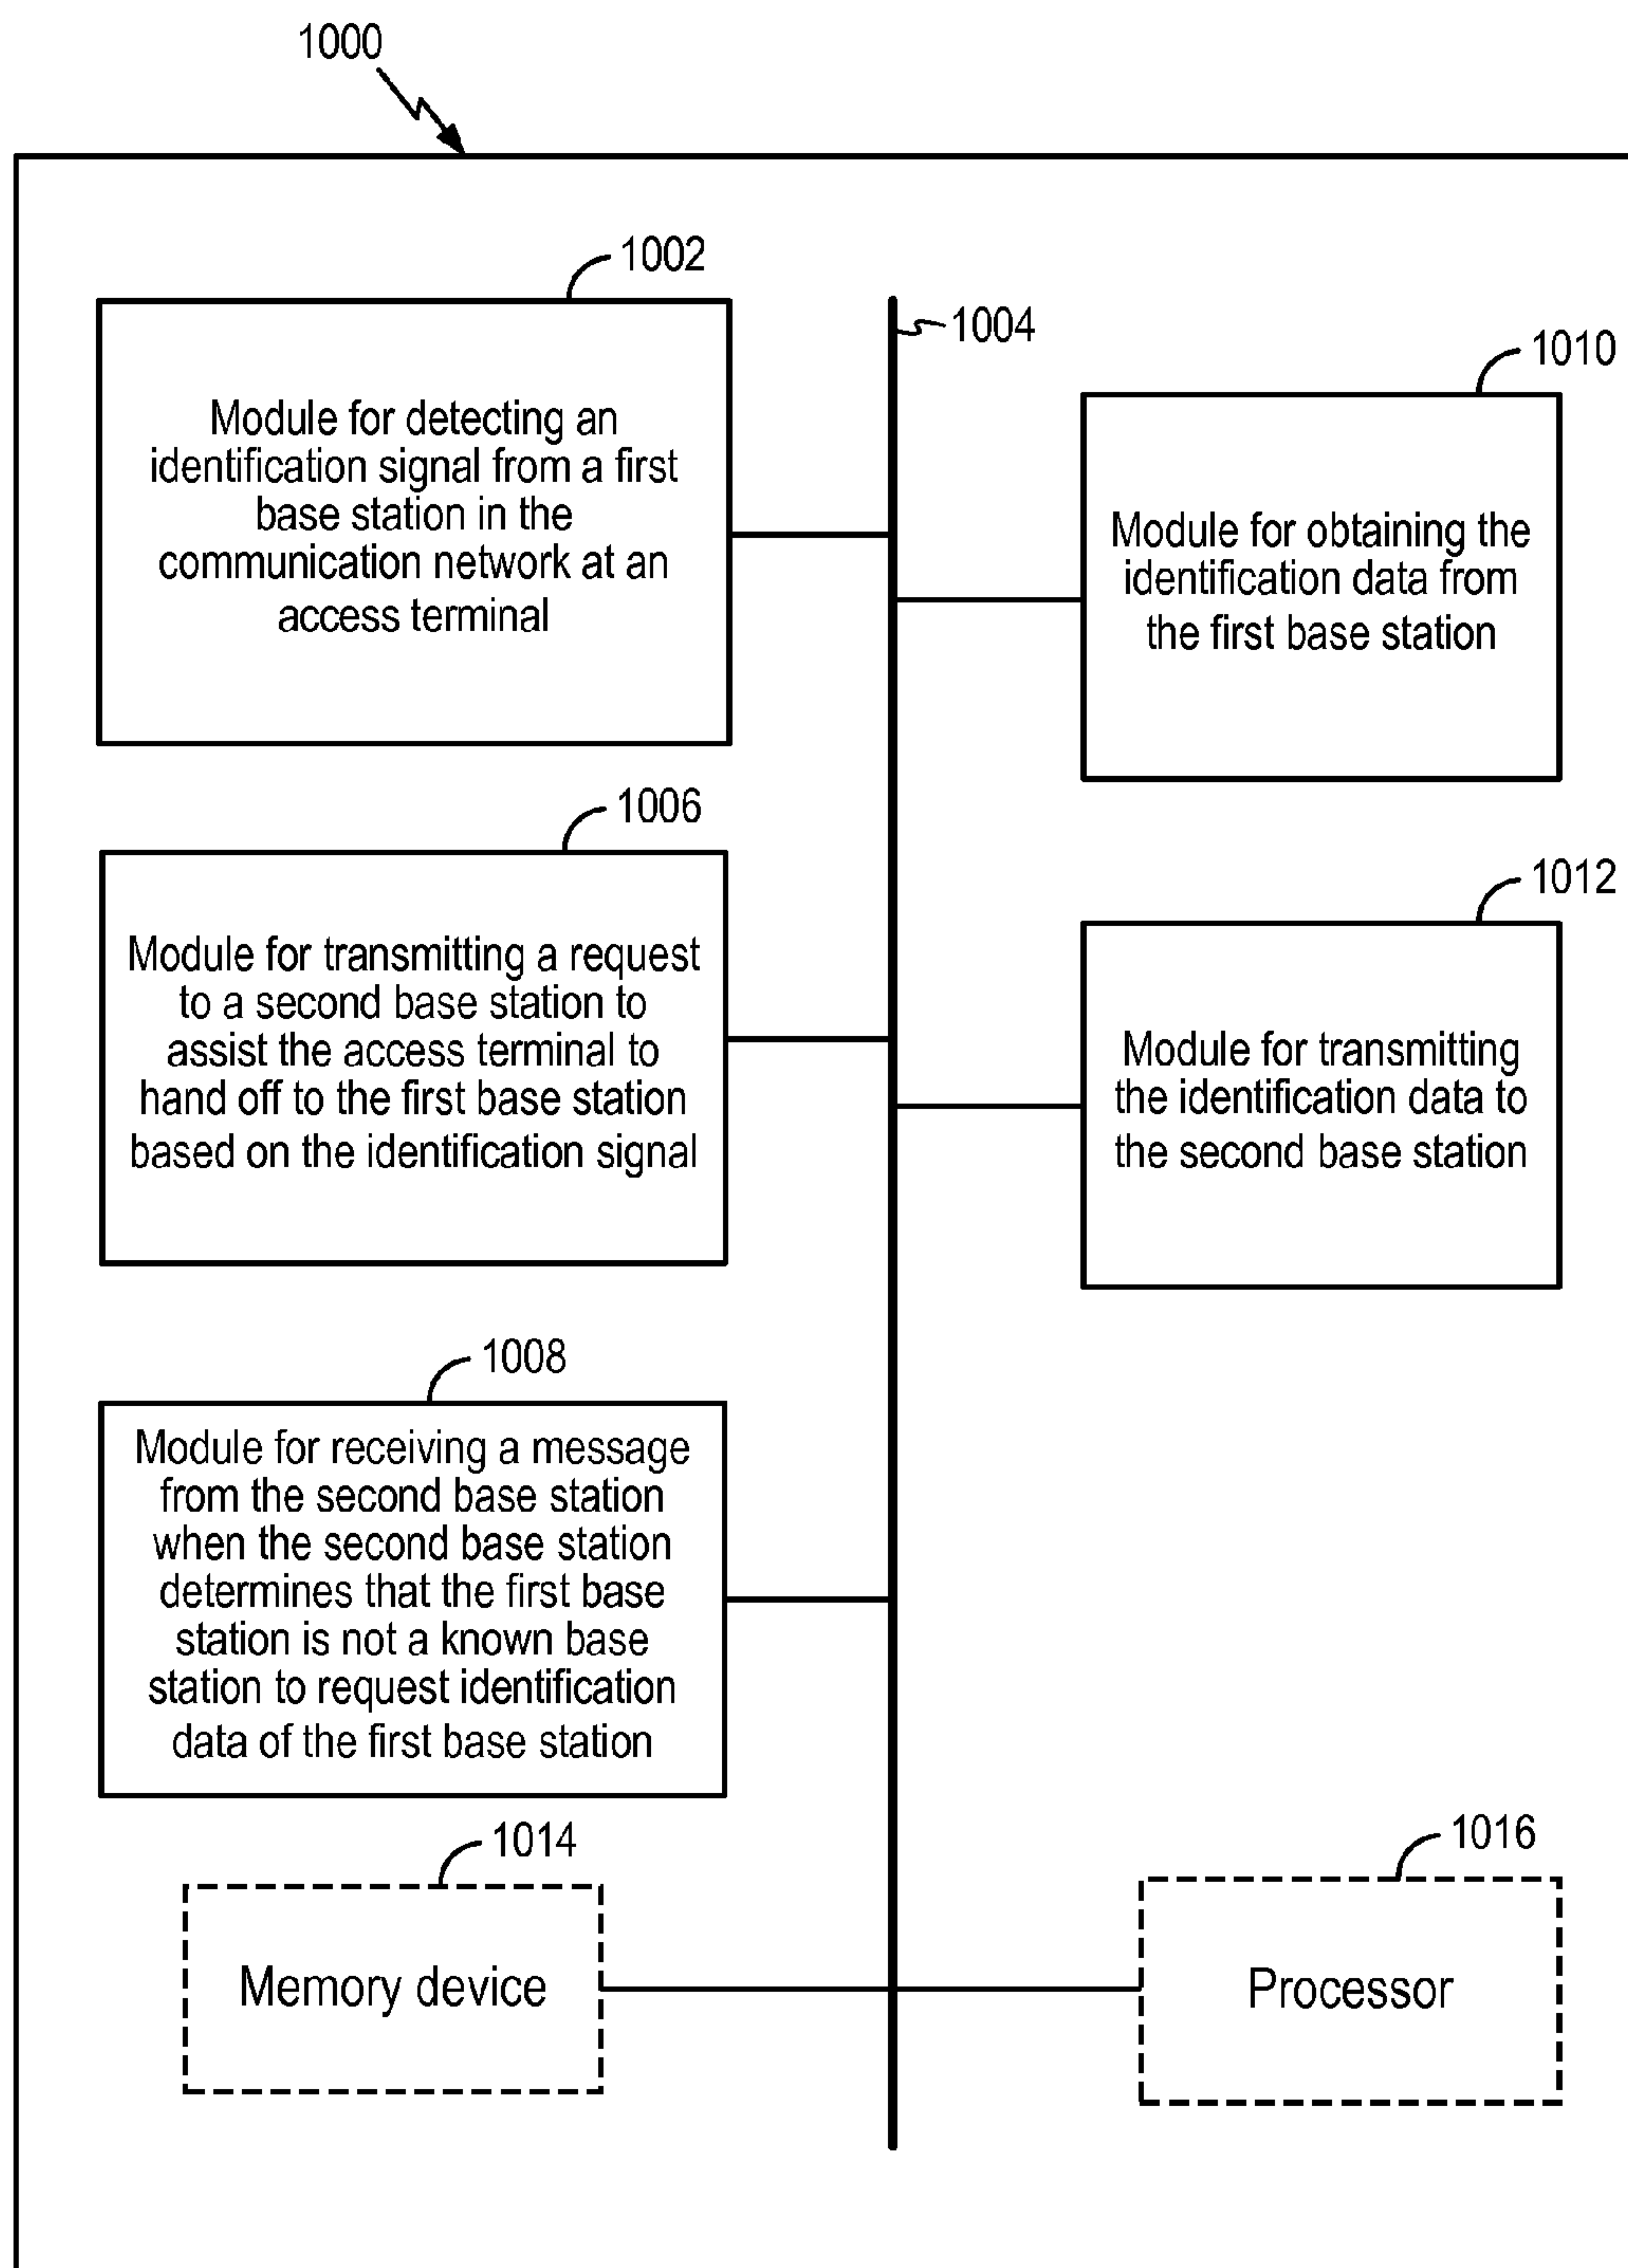 1000
1002
Module for detecting an
identification signal from a first
base station in the
communication network at an
access terminal
1004
1010
Module for obtaining the
identification data from
the first base station
1006
Module for transmitting a request
to a second base station to
assist the access terminal to
hand off to the first base station
based on the identification signal
1012
Module for transmitting
the identification data to
the second base station
1008
Module for receiving a message
from the second base station
when the second base station
determines that the first base
station is not a known base
station to request identification
data of the first base station
1014
Memory device
1016
Processor